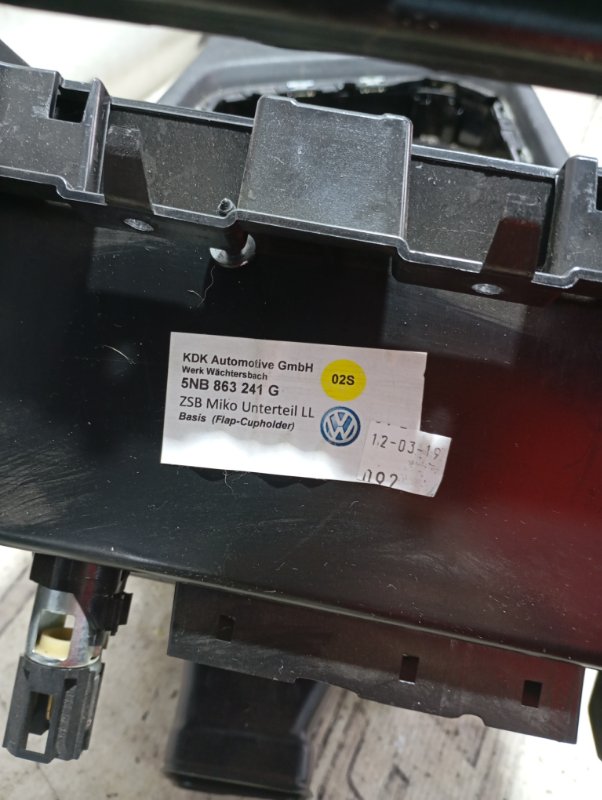 KDK Automotive GmbH
Werk Wächtersbach
5NB 863 241 G
02S
ZSB Miko Unterteil LL
Basis (Flap-Cupholder)
12-03-19
092